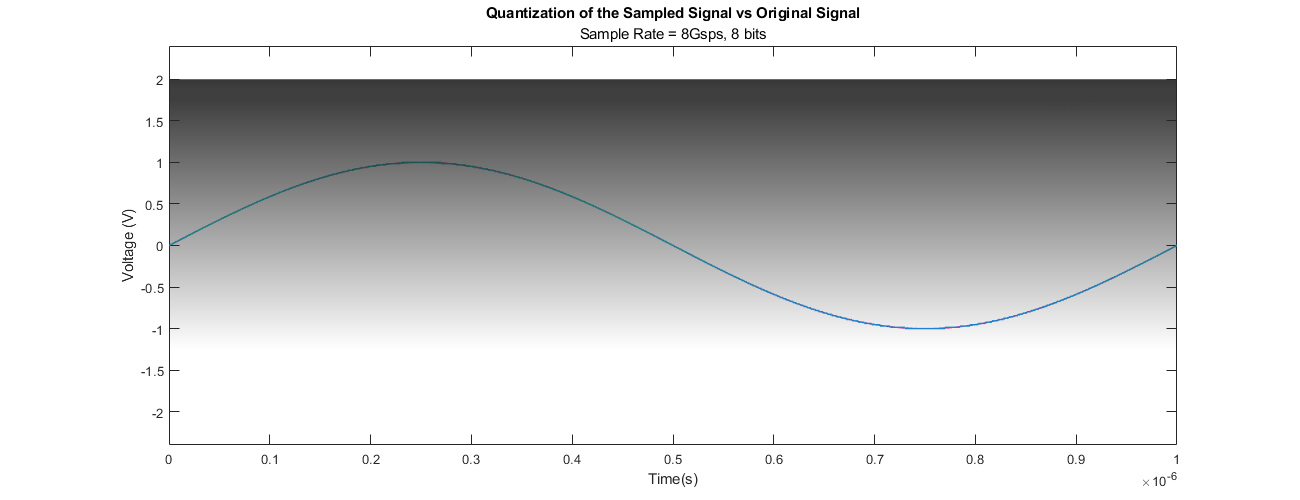 Quantization of the Sampled Signal vs Original Signal
Sample Rate = 8Gsps, 8 bits
2
1.5
1
0.5
0
-0.5
-1
-1.5
-2
Voltage (V)
0 0.1 0.2 0.3 0.4 0.5 0.6 0.7 0.8 0.9 1
Time(s)
×10-6